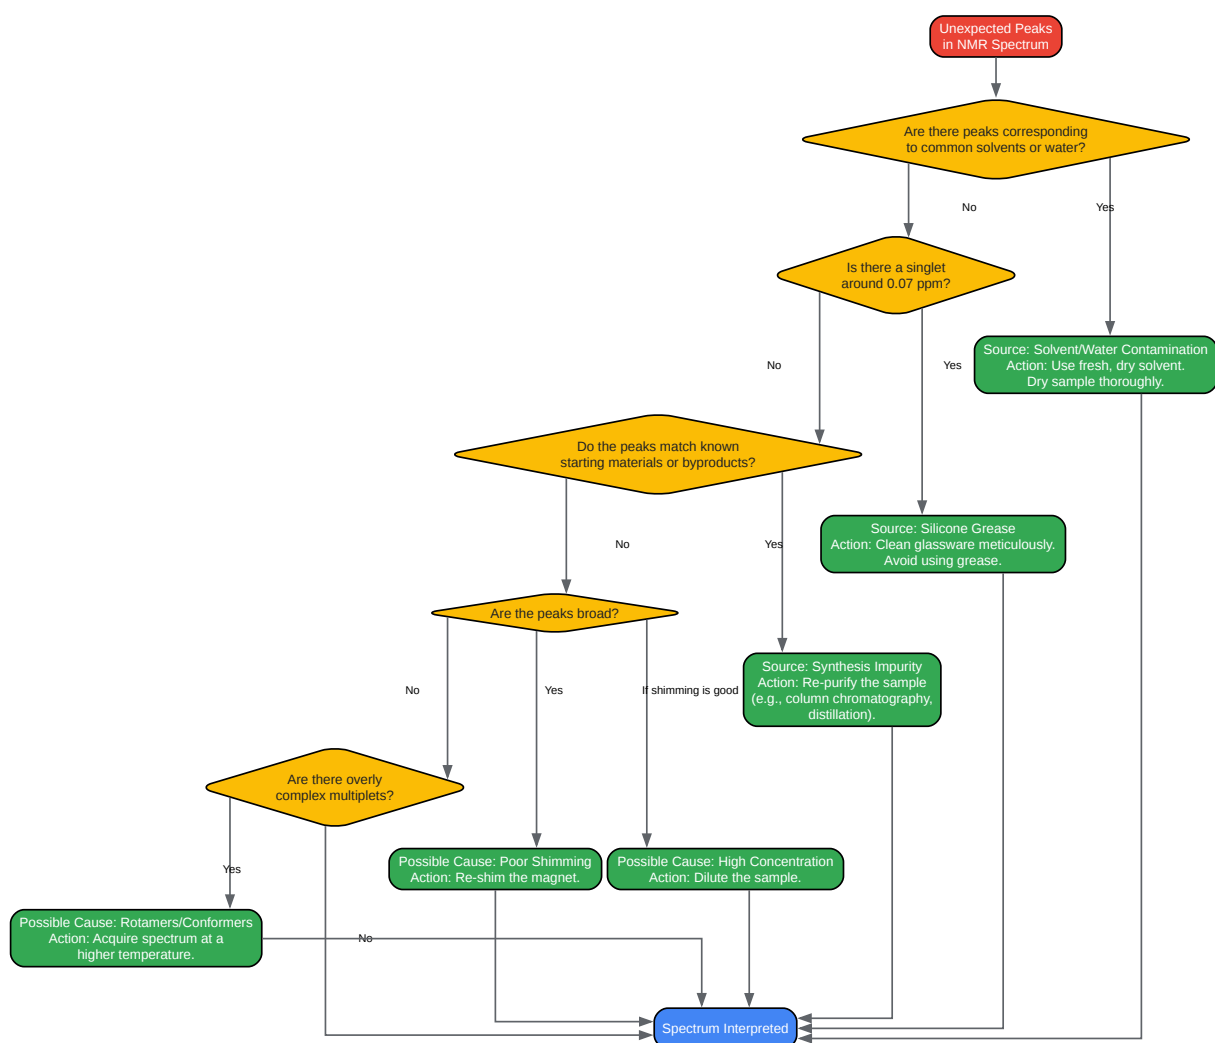 Unexpected Peaks
in NMR Spectrum
Are there peaks corresponding
to common solvents or water?
No
Yes
Is there a singlet
around 0.07 ppm?
No
Yes
Source: Solvent/Water Contamination
Action: Use fresh, dry solvent.
Dry sample thoroughly.
Do the peaks match known
starting materials or byproducts?
No
Yes
Source: Silicone Grease
Action: Clean glassware meticulously.
Avoid using grease.
Are the peaks broad?
No
Yes
If shimming is good
Source: Synthesis Impurity
Action: Re-purify the sample
(e.g., column chromatography,
distillation).
Are there overly
complex multiplets?
Yes
No
Possible Cause: Poor Shimming
Action: Re-shim the magnet.
Possible Cause: High Concentration
Action: Dilute the sample.
Possible Cause: Rotamers/Conformers
Action: Acquire spectrum at a
higher temperature.
Spectrum Interpreted